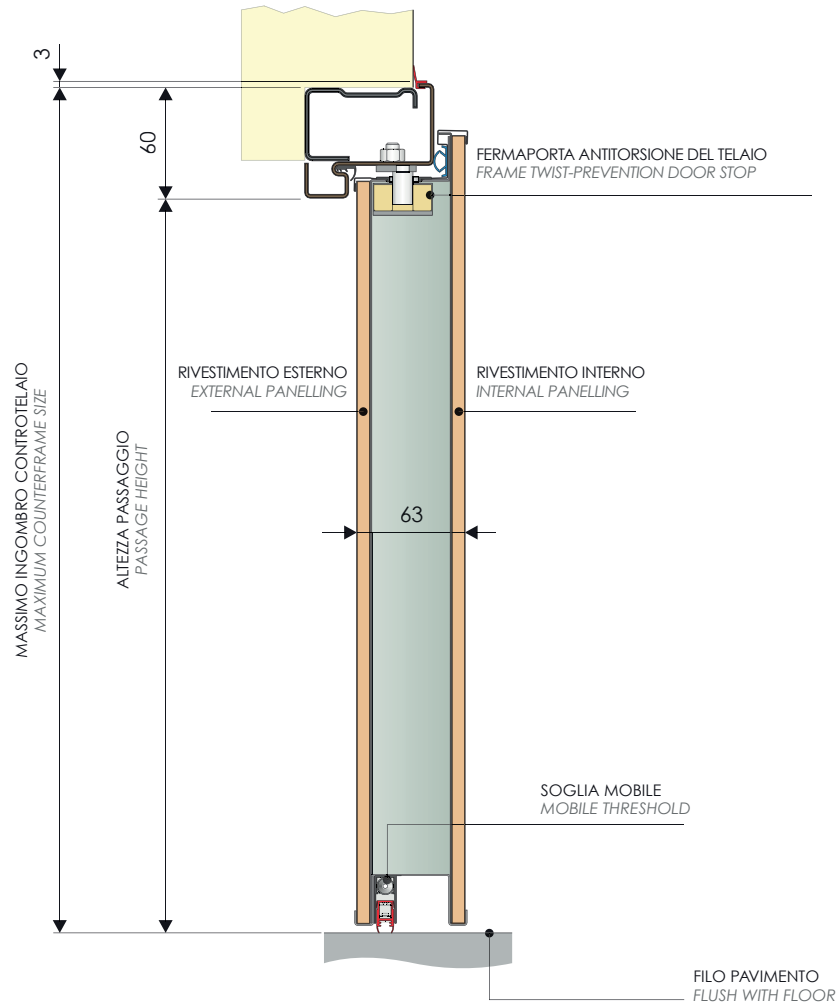 3
60
FERMAPORTA ANTITORSIONE DEL TELAIO
FRAME TWIST-PREVENTION DOOR STOP
RIVESTIMENTO ESTERNO
EXTERNAL PANELLING
RIVESTIMENTO INTERNO
INTERNAL PANELLING
MASSIMO INGOMBRO CONTROTELAIO
MAXIMUM COUNTERFRAME SIZE
ALTEZZA PASSAGGIO
PASSAGE HEIGHT
63
SOGLIA MOBILE
MOBILE THRESHOLD
FILO PAVIMENTO
FLUSH WITH FLOOR